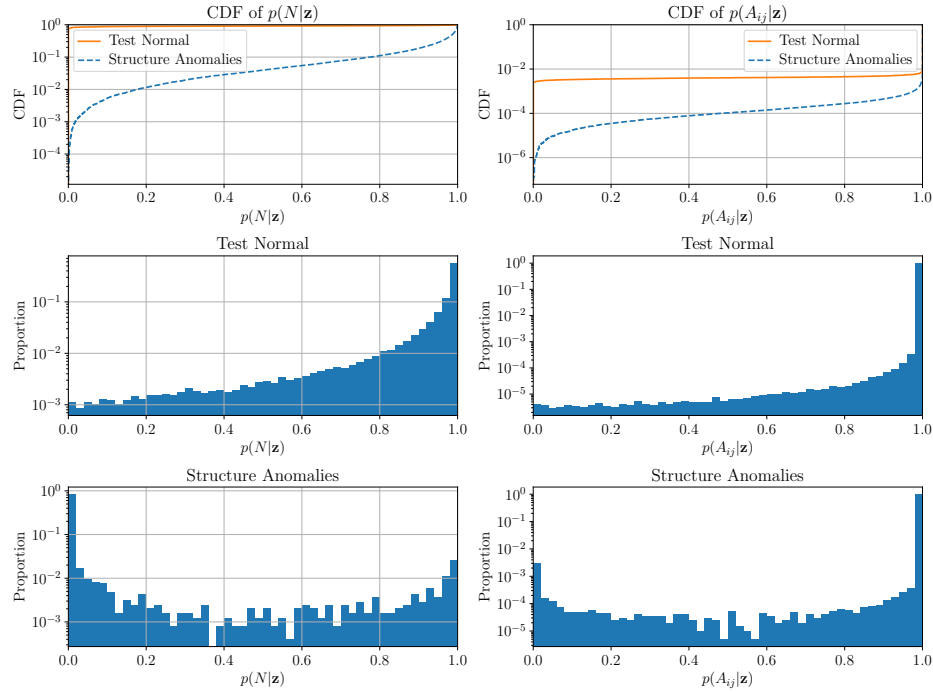 CDF of p(N|z)
CDF
10^0
10^−1
10^−2
10^−3
10^−4
Test Normal
Structure Anomalies
0.0 0.2 0.4 0.6 0.8 1.0
p(N|z)
CDF of p(A_ij|z)
CDF
10^0
10^−2
10^−4
10^−6
Test Normal
Structure Anomalies
0.0 0.2 0.4 0.6 0.8 1.0
p(A_ij|z)
Test Normal
Proportion
10^−1
10^−2
10^−3
0.0 0.2 0.4 0.6 0.8 1.0
p(N|z)
Test Normal
Proportion
10^0
10^−1
10^−2
10^−3
10^−4
10^−5
0.0 0.2 0.4 0.6 0.8 1.0
p(A_ij|z)
Structure Anomalies
Proportion
10^0
10^−1
10^−2
10^−3
0.0 0.2 0.4 0.6 0.8 1.0
p(N|z)
Structure Anomalies
Proportion
10^0
10^−1
10^−2
10^−3
10^−4
10^−5
0.0 0.2 0.4 0.6 0.8 1.0
p(A_ij|z)